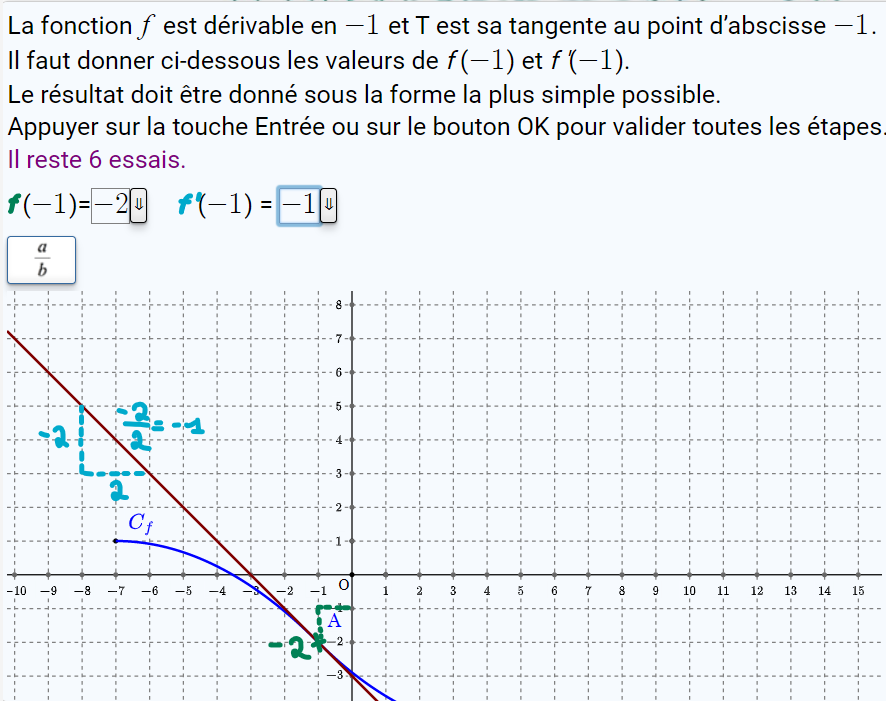 La fonction f est dérivable en −1 et T est sa tangente au point d'abscisse −1.
Il faut donner ci-dessous les valeurs de f(−1) et f′(−1).
Le résultat doit être donné sous la forme la plus simple possible.
Appuyer sur la touche Entrée ou sur le bouton OK pour valider toutes les étapes.
Il reste 6 essais.
f(−1)= −2 ⇓ f′(−1) = −1 ⇓
a
b
8
7
6
5
-2/2 = -1
-2
4
3
2
2
C_f
1
−10 −9 −8 −7 −6 −5 −4 −3 −2 −1 O 1 2 3 4 5 6 7 8 9 10 11 12 13 14 15
−1
A
-2
−2
−3